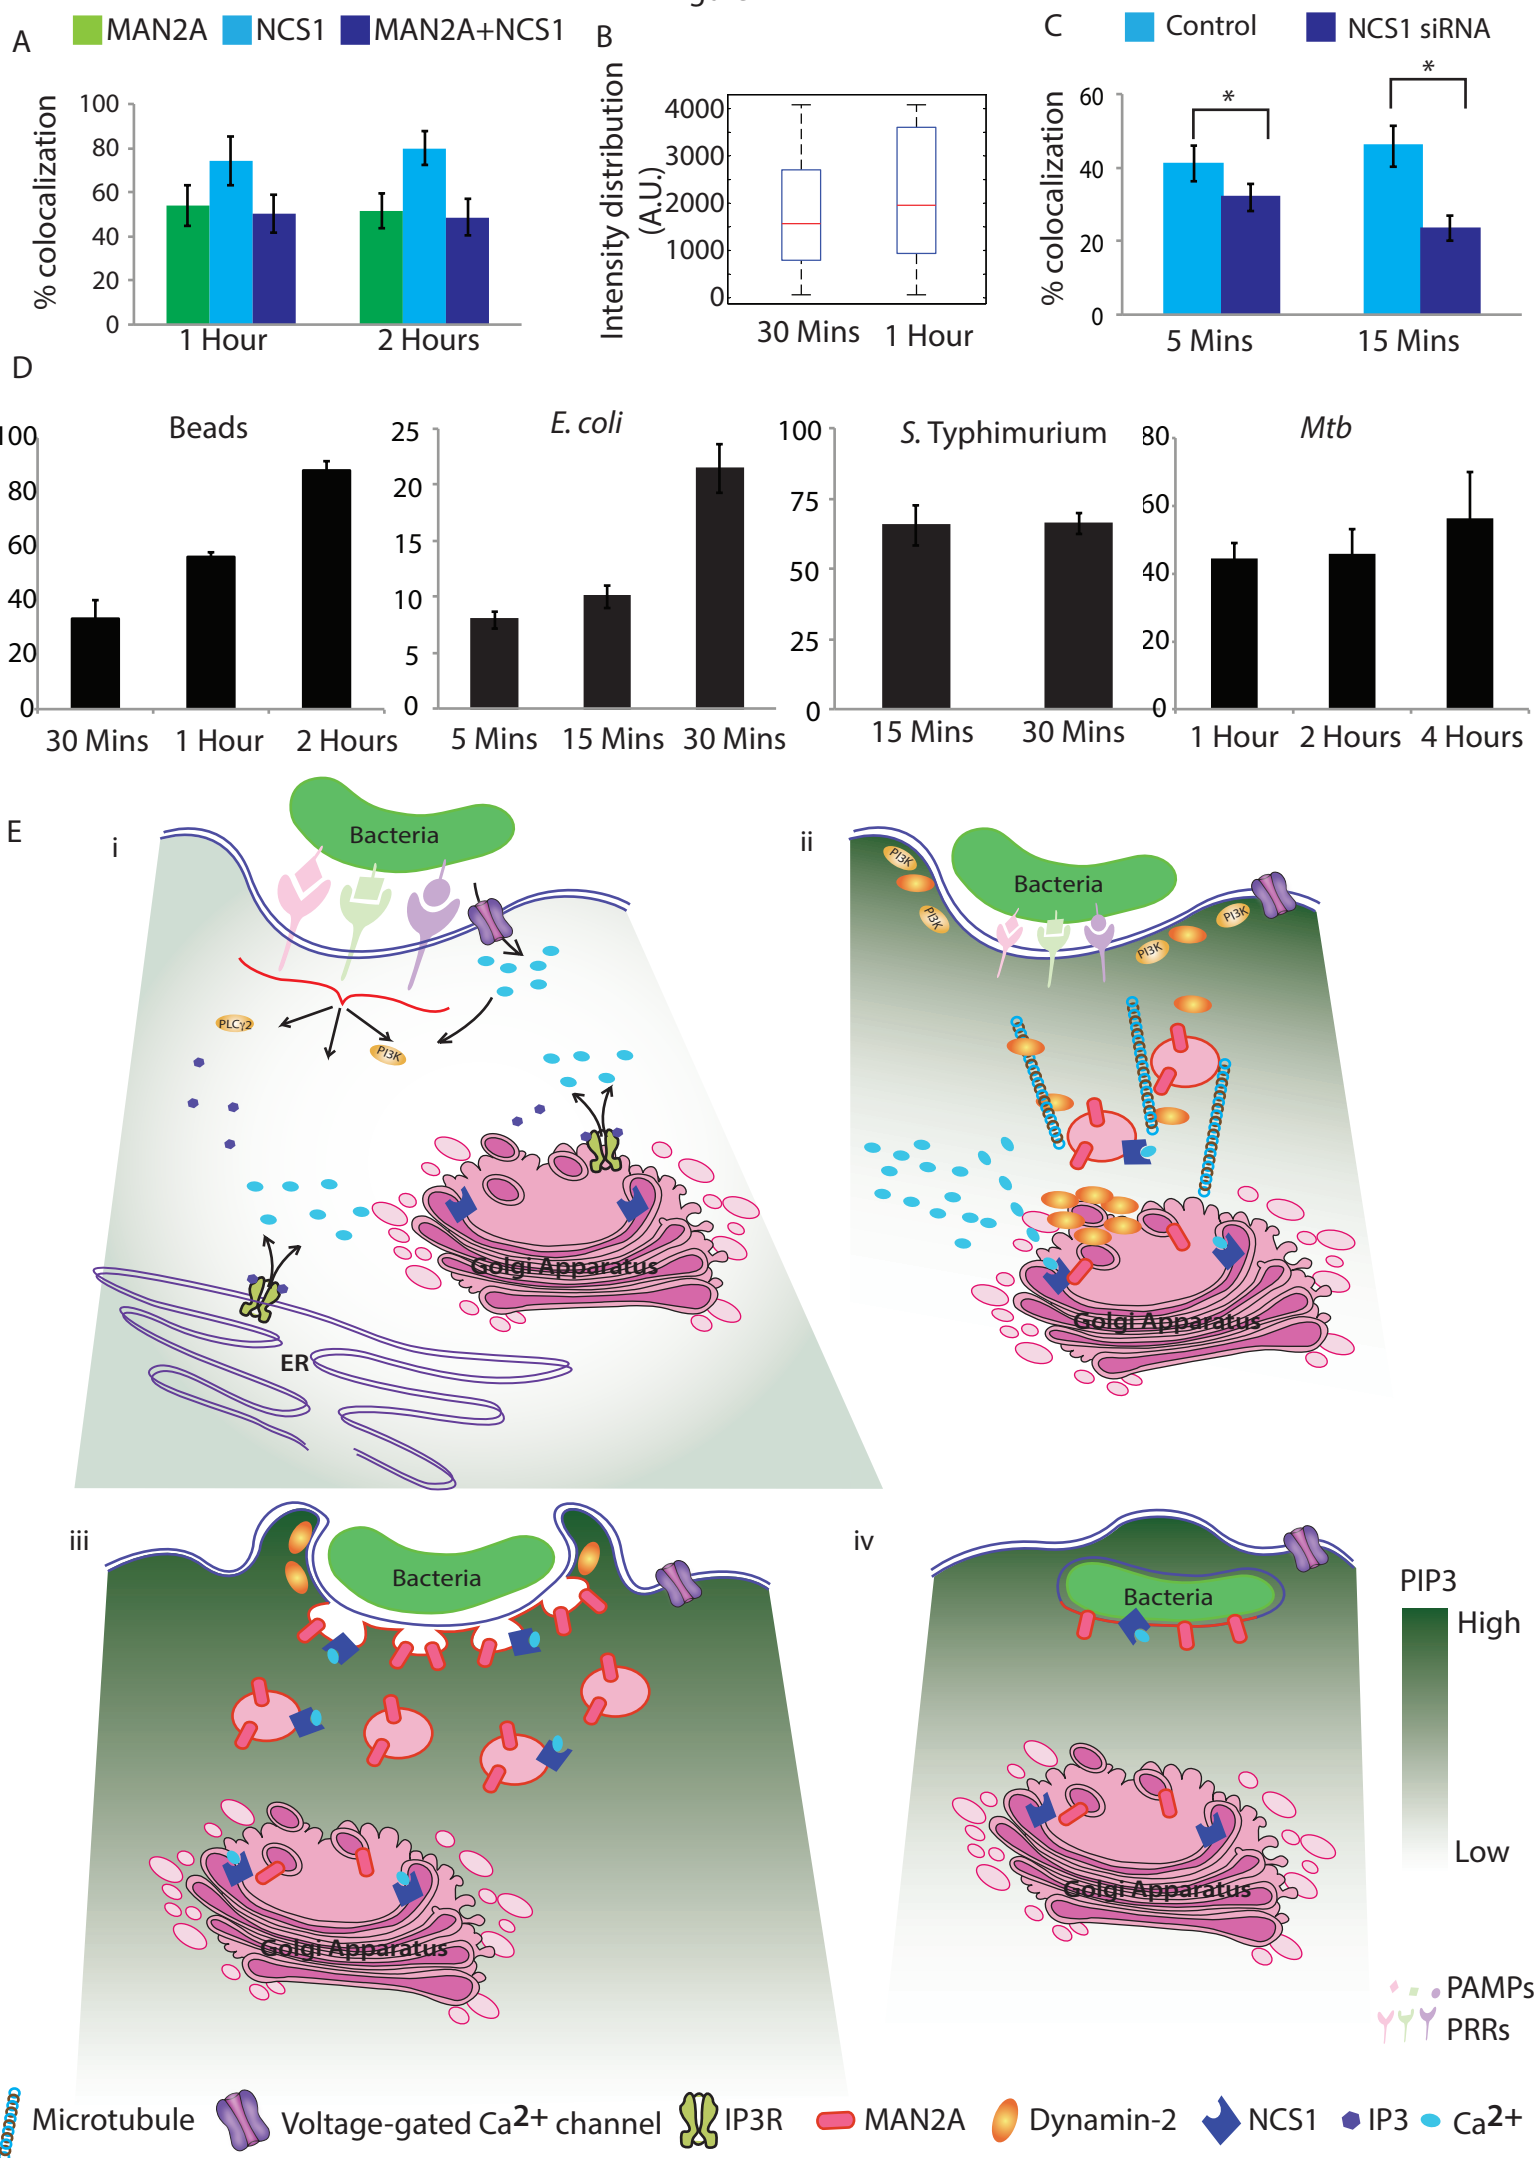 A
MAN2A NCS1 MAN2A+NCS1
% colocalization
100
80
60
40
20
0
1 Hour 2 Hours
B
Intensity distribution
(A.U.)
4000
3000
2000
1000
0
30 Mins 1 Hour
C
Control NCS1 siRNA
% colocalization
60
40
20
0
* *
5 Mins 15 Mins
D
Beads
100
80
60
40
20
0
30 Mins 1 Hour 2 Hours
E. coli
25
20
15
10
5
0
5 Mins 15 Mins 30 Mins
S. Typhimurium
100
75
50
25
0
15 Mins 30 Mins
Mtb
80
60
40
20
0
1 Hour 2 Hours 4 Hours
E
i
Bacteria
PLCγ2
PI3K
Golgi Apparatus
ER
ii
PI3K
PI3K
Bacteria
PI3K
PI3K
Golgi Apparatus
iii
Bacteria
Golgi Apparatus
iv
Bacteria
Golgi Apparatus
PIP3
High
Low
PAMPs
PRRs
Microtubule Voltage-gated Ca2+ channel IP3R MAN2A Dynamin-2 NCS1 IP3 Ca2+